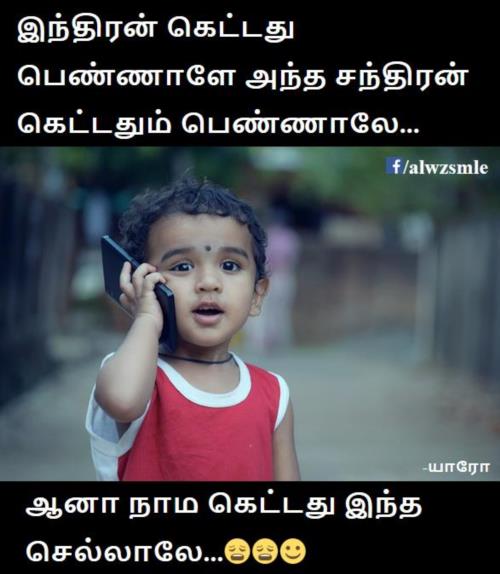 இந்திரன் கெட்டது
பெண்ணாளே அந்த சந்திரன்
கெட்டதும் பெண்ணாலே...
f/alwzsmle
-யாரோ
ஆனா நாம கெட்டது இந்த
செல்லாலே...😩😩🙂